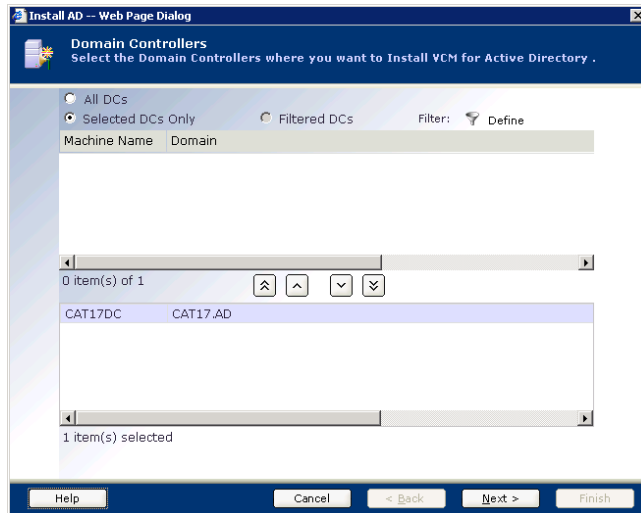 Install AD -- Web Page Dialog
Domain Controllers
Select the Domain Controllers where you want to Install VCM for Active Directory .
All DCs
Selected DCs Only Filtered DCs Filter: Define
Machine Name Domain
0 item(s) of 1
CAT17DC CAT17.AD
1 item(s) selected
Help Cancel < Back Next > Finish